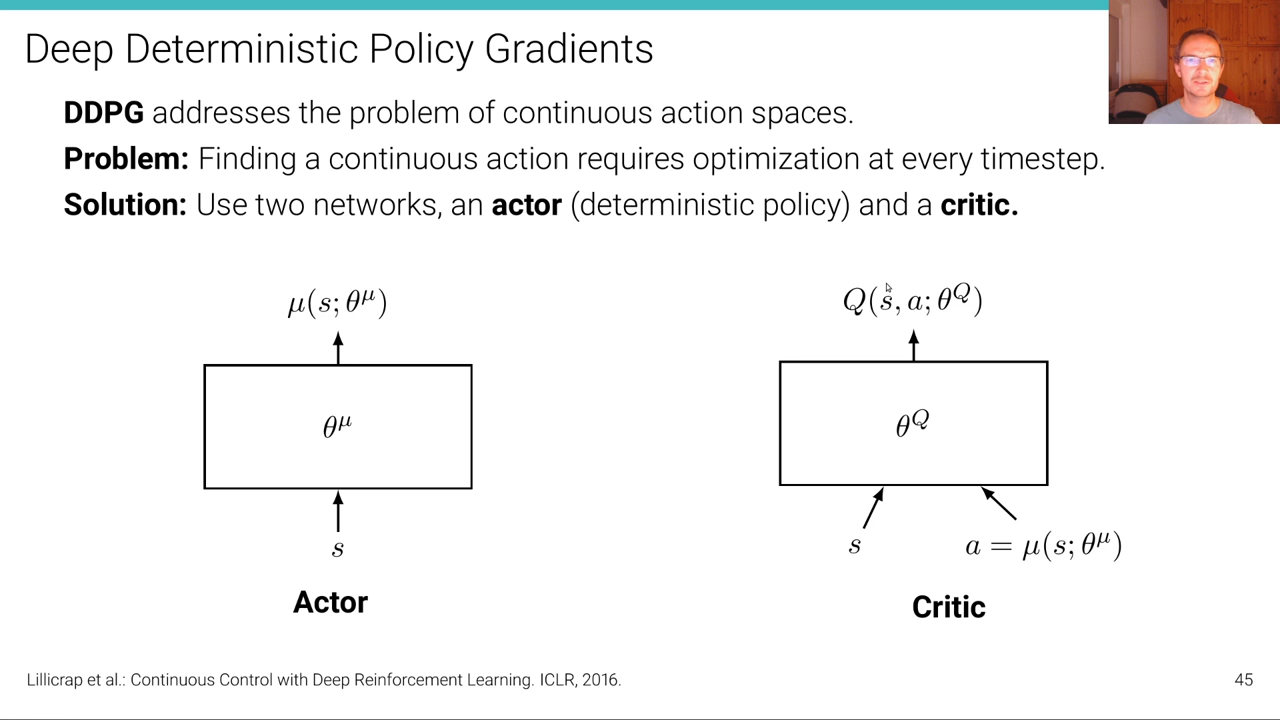 Deep Deterministic Policy Gradients
DDPG addresses the problem of continuous action spaces.
Problem: Finding a continuous action requires optimization at every timestep.
Solution: Use two networks, an actor (deterministic policy) and a critic.
μ(s; θ^μ)
θ^μ
s
Actor
Q(s, a; θ^Q)
θ^Q
s
a = μ(s; θ^μ)
Critic
Lillicrap et al.: Continuous Control with Deep Reinforcement Learning. ICLR, 2016.
45